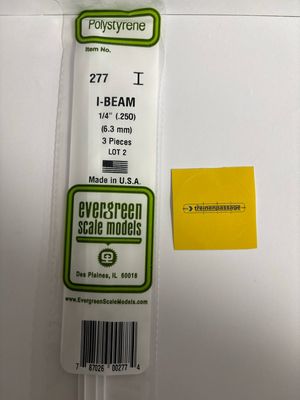 Polystyrene
Item No.
277
I-BEAM
1/4" (.250)
(6.3 mm)
3 Pieces
LOT 2
Made in U.S.A.
evergreen
scale models
Des Plaines, IL 60018
www.EvergreenScaleModels.com
7 87026 00277 4
treinenpassage